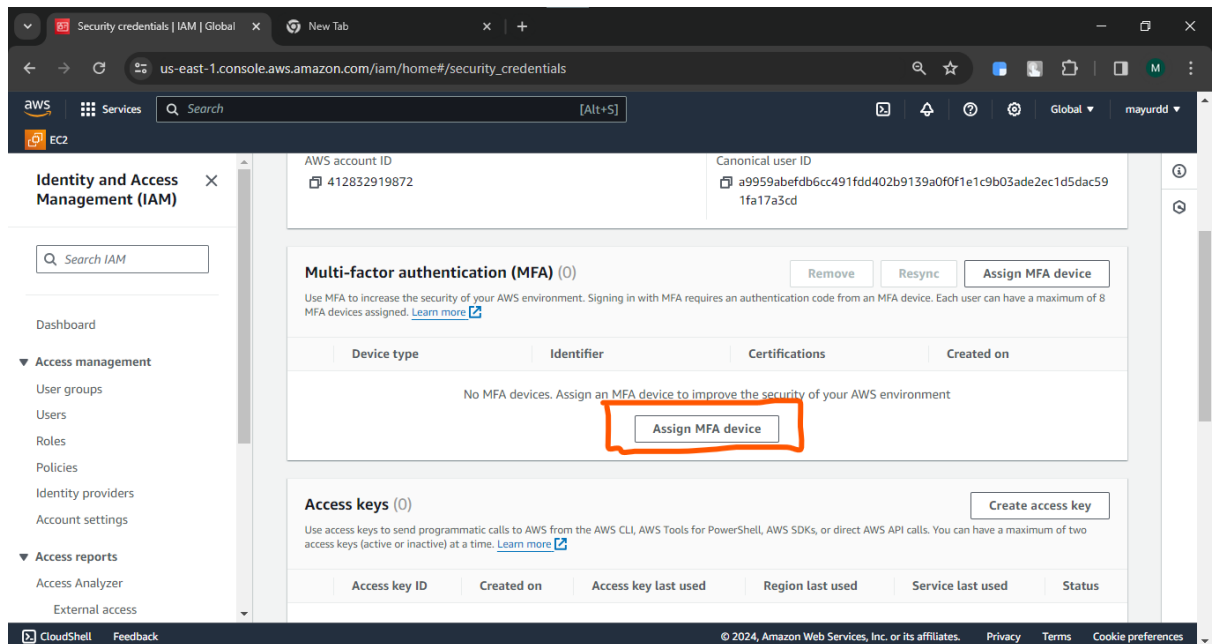 Security credentials | IAM | Global
New Tab
us-east-1.console.aws.amazon.com/iam/home#/security_credentials
M
aws
Services
Search
[Alt+S]
Global
mayurdd
EC2
Identity and Access
Management (IAM)
Search IAM
Dashboard
Access management
User groups
Users
Roles
Policies
Identity providers
Account settings
Access reports
Access Analyzer
External access
AWS account ID
412832919872
Canonical user ID
a9959abefdb6cc491fdd402b9139a0f0f1e1c9b03ade2ec1d5dac59
1fa17a3cd
Multi-factor authentication (MFA) (0)
Remove
Resync
Assign MFA device
Use MFA to increase the security of your AWS environment. Signing in with MFA requires an authentication code from an MFA device. Each user can have a maximum of 8
MFA devices assigned. Learn more
Device type
Identifier
Certifications
Created on
No MFA devices. Assign an MFA device to improve the security of your AWS environment
Assign MFA device
Access keys (0)
Create access key
Use access keys to send programmatic calls to AWS from the AWS CLI, AWS Tools for PowerShell, AWS SDKs, or direct AWS API calls. You can have a maximum of two
access keys (active or inactive) at a time. Learn more
Access key ID
Created on
Access key last used
Region last used
Service last used
Status
CloudShell
Feedback
© 2024, Amazon Web Services, Inc. or its affiliates.
Privacy
Terms
Cookie preferences